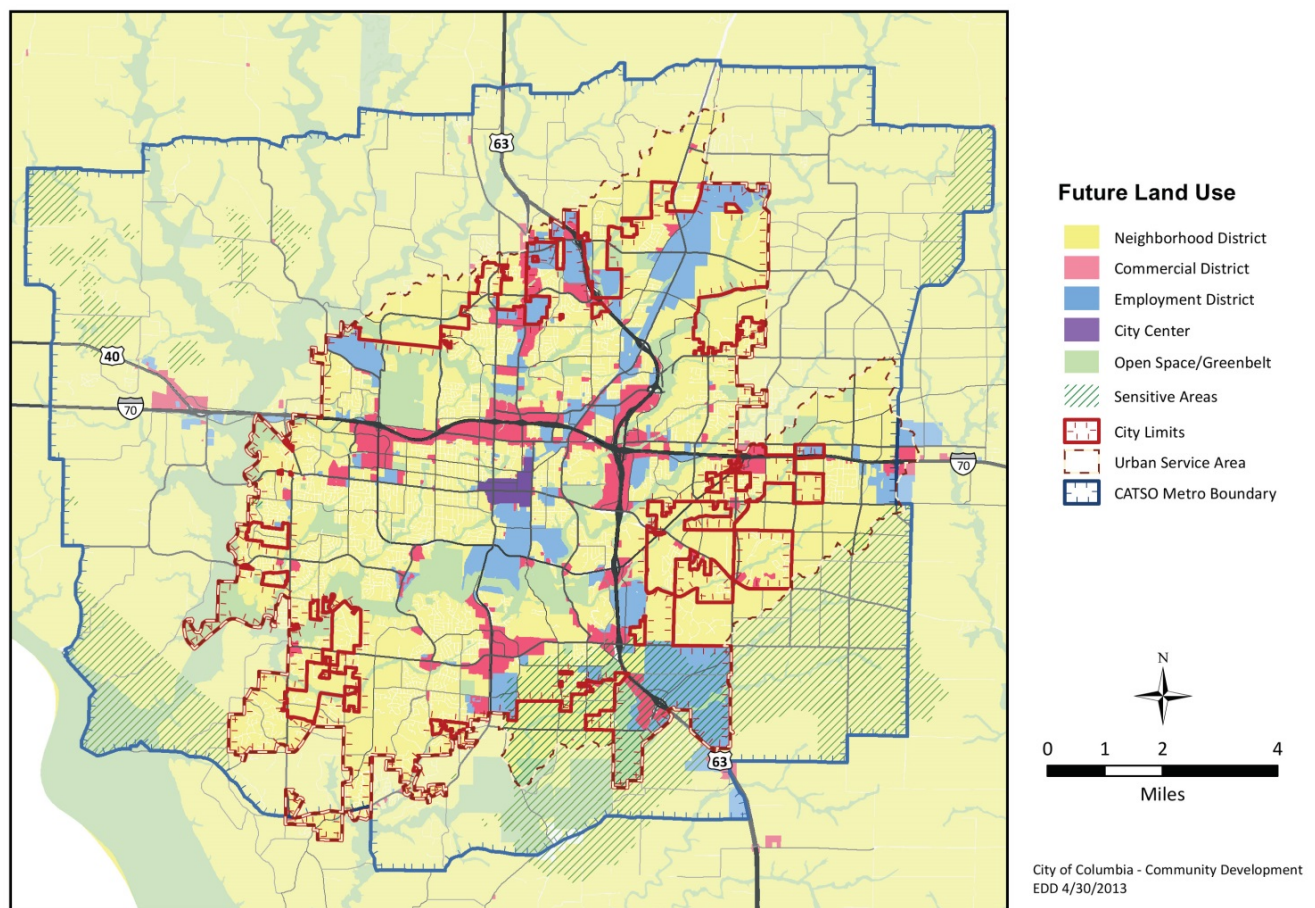 63
40
70
70
63
Future Land Use
Neighborhood District
Commercial District
Employment District
City Center
Open Space/Greenbelt
Sensitive Areas
City Limits
Urban Service Area
CATSO Metro Boundary
N
0 1 2 4
Miles
City of Columbia - Community Development
EDD 4/30/2013